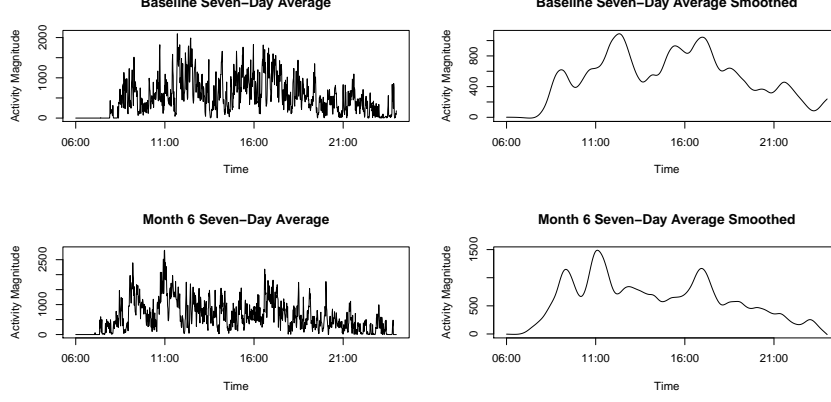 Baseline Seven−Day Average
Activity Magnitude
0 1000 2000
06:00 11:00 16:00 21:00
Time
Baseline Seven−Day Average Smoothed
Activity Magnitude
0 400 800
06:00 11:00 16:00 21:00
Time
Month 6 Seven−Day Average
Activity Magnitude
0 1000 2500
06:00 11:00 16:00 21:00
Time
Month 6 Seven−Day Average Smoothed
Activity Magnitude
0 500 1500
06:00 11:00 16:00 21:00
Time